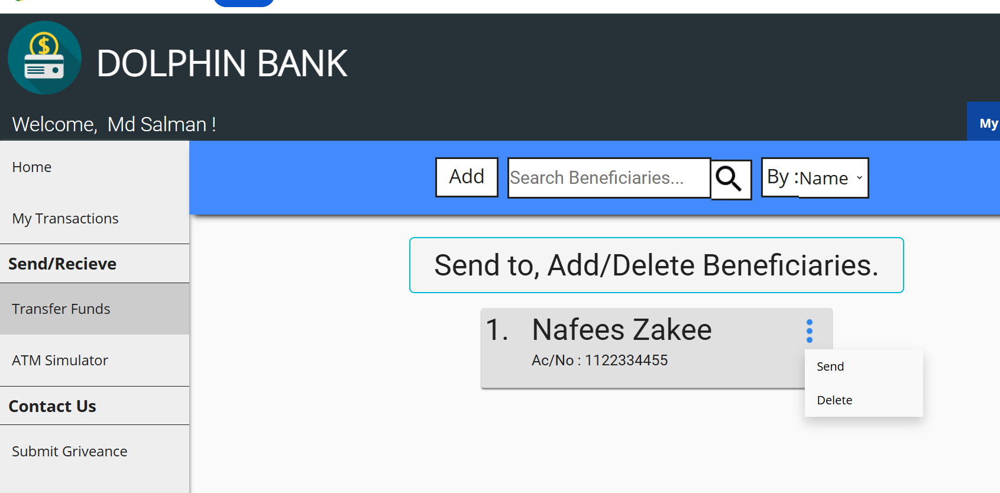 DOLPHIN BANK
Welcome, Md Salman !
My
Home
My Transactions
Send/Recieve
Transfer Funds
ATM Simulator
Contact Us
Submit Griveance
Add
Search Beneficiaries...
By :Name
Send to, Add/Delete Beneficiaries.
1. Nafees Zakee
Ac/No : 1122334455
Send
Delete